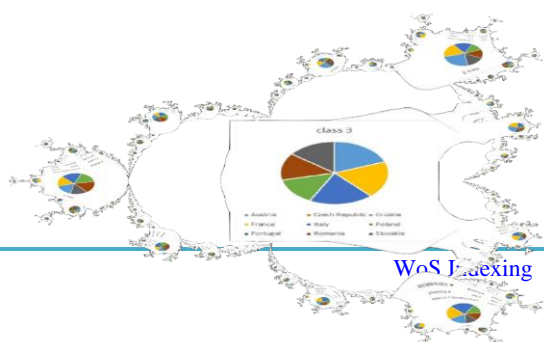 class 3
Austria Czech Republic Croatia
France Italy Poland
Portugal Romania Slovakia
WoS Indexing